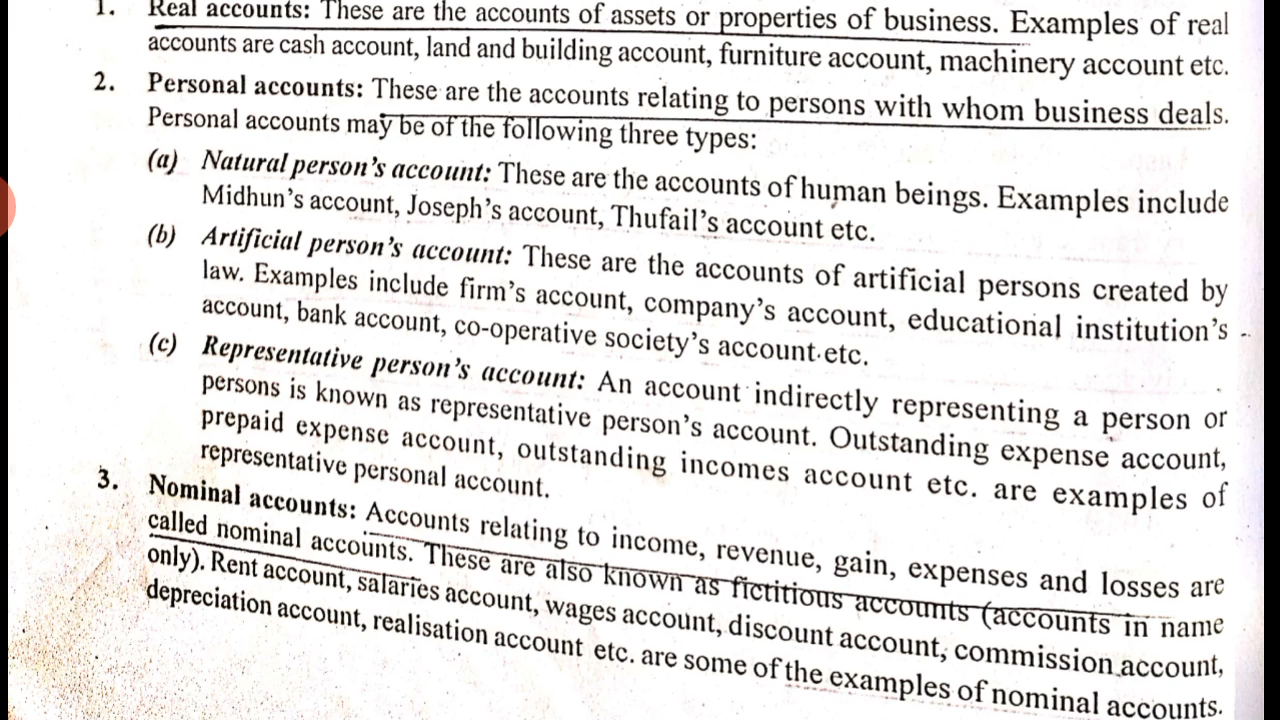 1. Real accounts: These are the accounts of assets or properties of business. Examples of real
accounts are cash account, land and building account, furniture account, machinery account etc.
2. Personal accounts: These are the accounts relating to persons with whom business deals.
Personal accounts may be of the following three types:
(a) Natural person's account: These are the accounts of human beings. Examples include
Midhun's account, Joseph's account, Thufail's account etc.
(b) Artificial person's account: These are the accounts of artificial persons created by
law. Examples include firm's account, company's account, educational institution's
account, bank account, co-operative society's account etc.
(c) Representative person's account: An account indirectly representing a person or
persons is known as representative person's account. Outstanding expense account,
prepaid expense account, outstanding incomes account etc. are examples of
representative personal account.
3. Nominal accounts: Accounts relating to income, revenue, gain, expenses and losses are
called nominal accounts. These are also known as fictitious accounts (accounts in name
only). Rent account, salaries account, wages account, discount account, commission account,
depreciation account, realisation account etc. are some of the examples of nominal accounts.